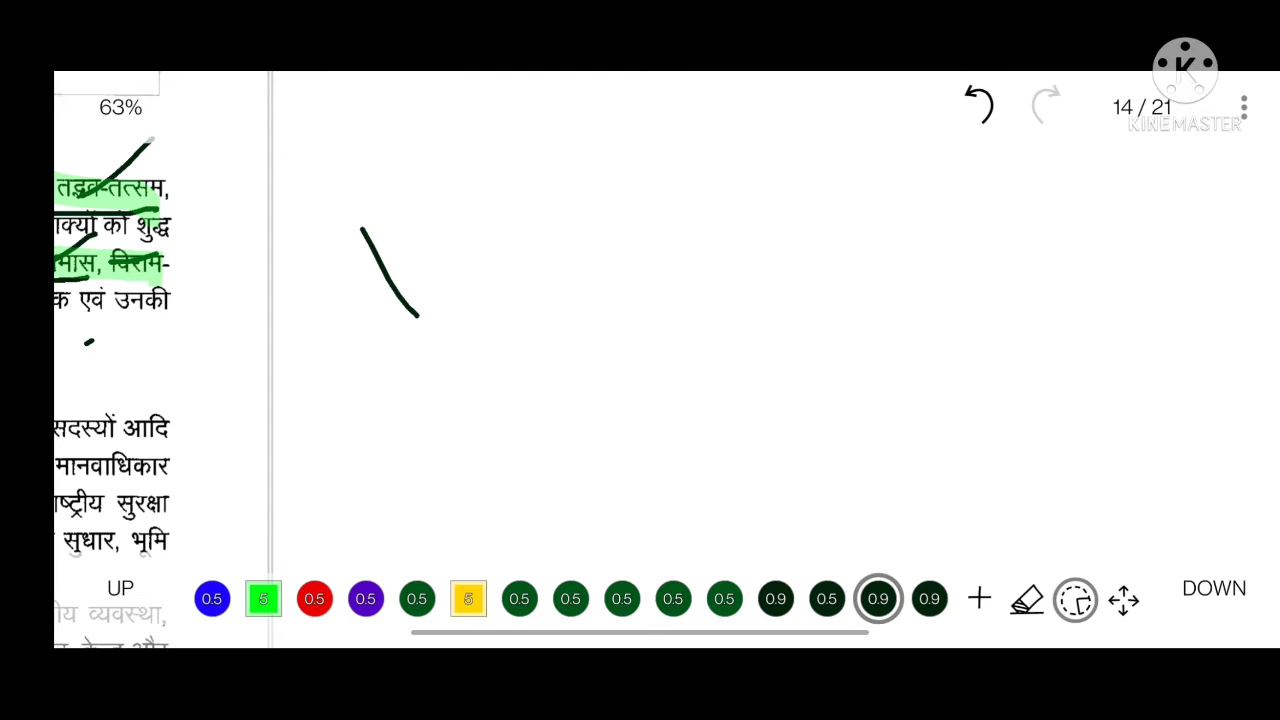 63%
14 / 21
KINEMASTER
तद्भव-तत्सम,
को शुद्ध
विराम-
एवं उनकी
सदस्यों आदि
मानवाधिकार
सुरक्षा
सुधार, भूमि
UP
0.5 5 0.5 0.5 0.5 5 0.5 0.5 0.5 0.5 0.5 0.9 0.5 0.9 0.9
DOWN
व्यवस्था,